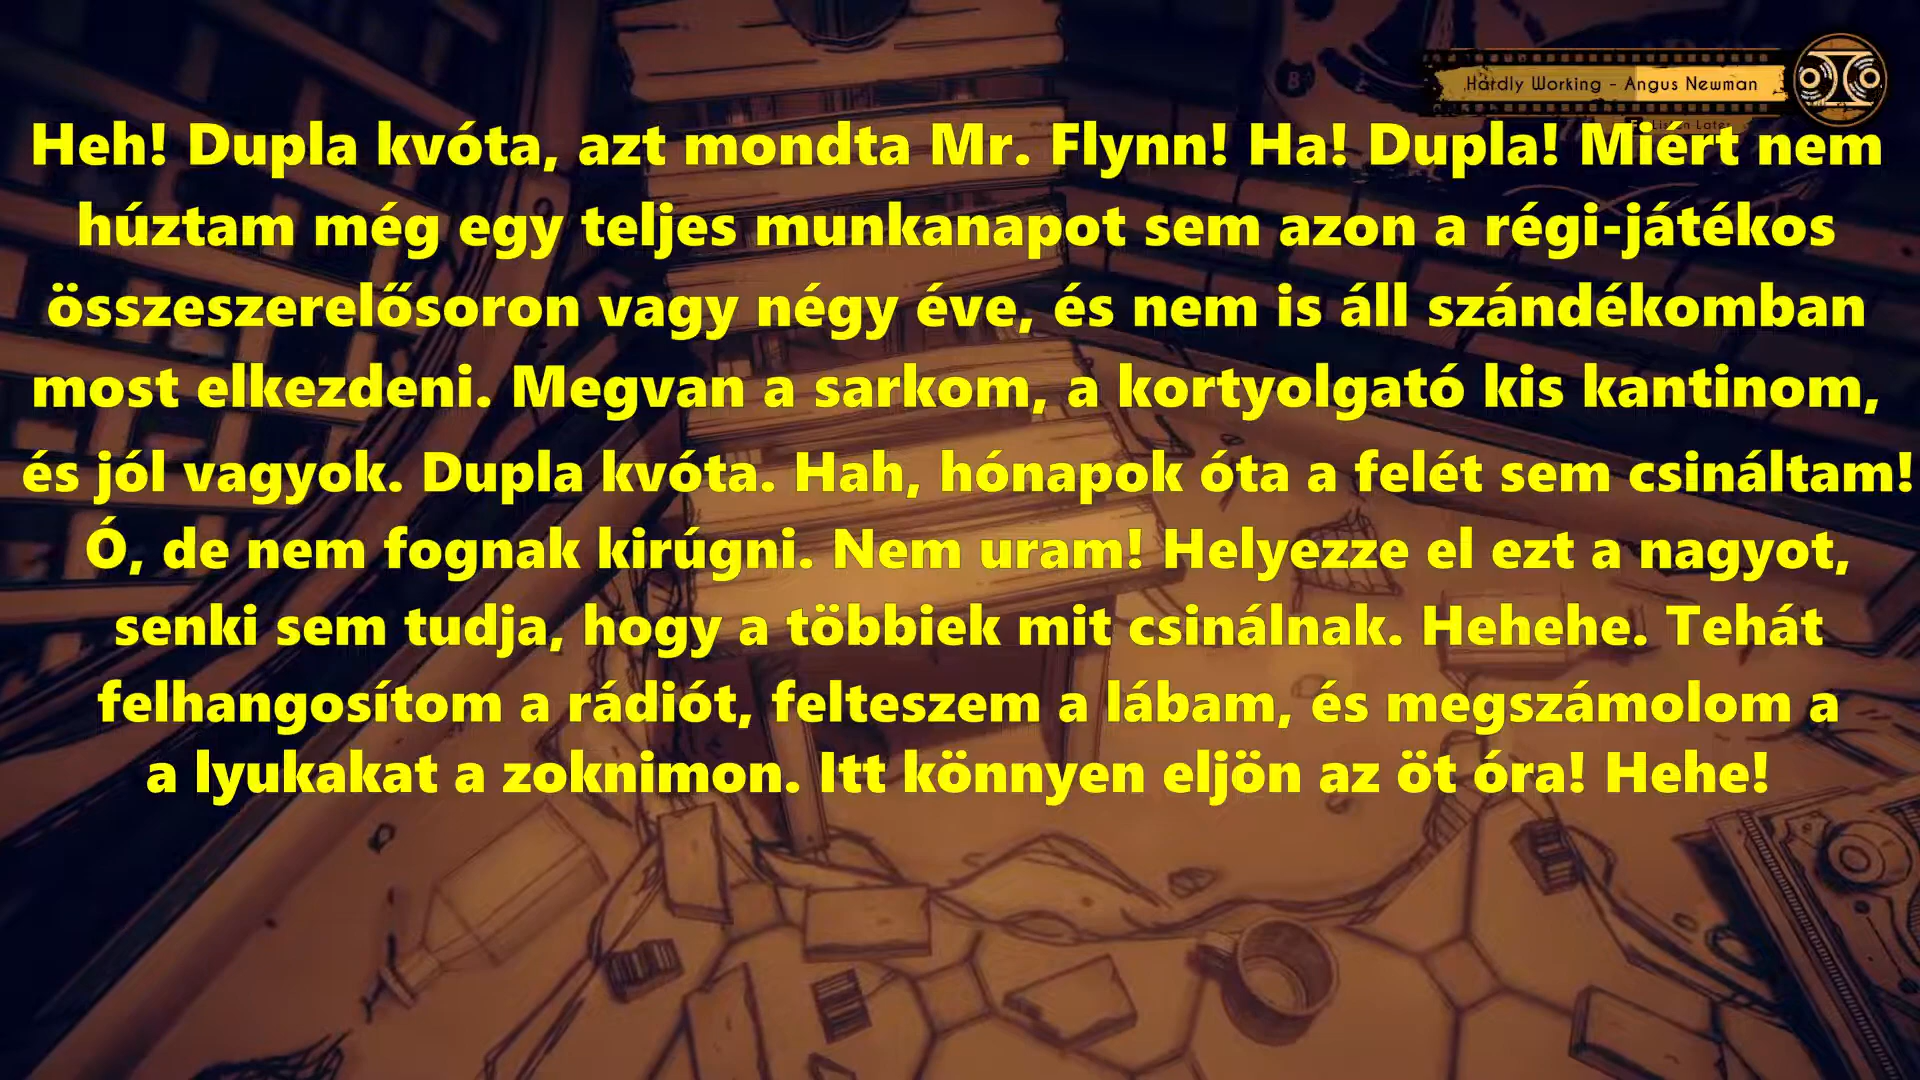 Hardly Working - Angus Newman
Listen Later
Heh! Dupla kvóta, azt mondta Mr. Flynn! Ha! Dupla! Miért nem
húztam még egy teljes munkanapot sem azon a régi-játékos
összeszerelősoron vagy négy éve, és nem is áll szándékomban
most elkezdeni. Megvan a sarkom, a kortyolgató kis kantinom,
és jól vagyok. Dupla kvóta. Hah, hónapok óta a felét sem csináltam!
Ó, de nem fognak kirúgni. Nem uram! Helyezze el ezt a nagyot,
senki sem tudja, hogy a többiek mit csinálnak. Hehehe. Tehát
felhangosítom a rádiót, felteszem a lábam, és megszámolom a
a lyukakat a zoknimon. Itt könnyen eljön az öt óra! Hehe!